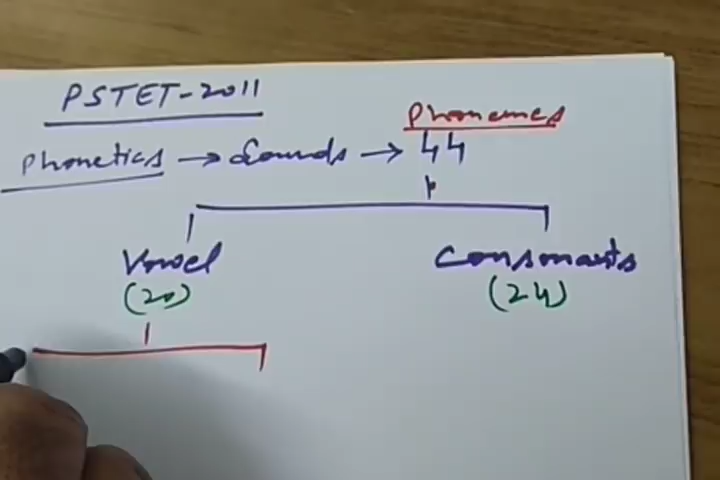 PSTET-2011
Phonemes
Phonetics → Sounds → 44
Vowel Consonants
(20) (24)